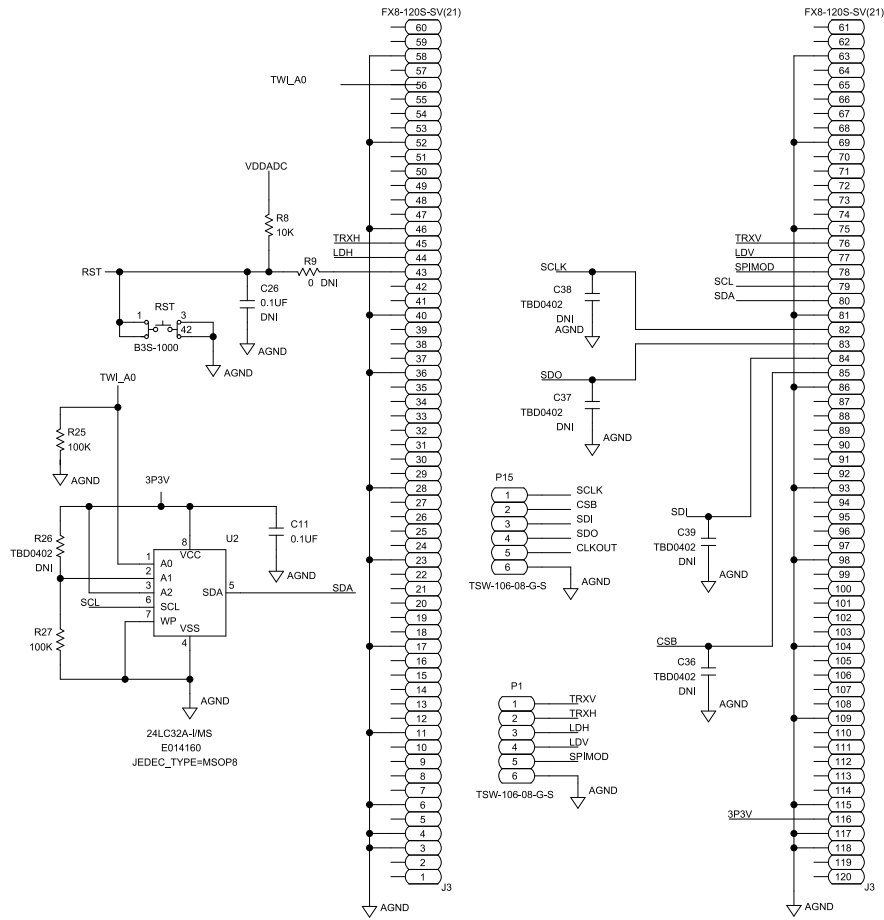 FX8-120S-SV(21)
60
59
58
57
TWI_A0
56
55
54
53
52
51
50
49
48
47
46
TRXH
45
LDH
44
43
42
41
40
39
38
37
36
35
34
33
32
31
30
29
28
27
26
25
24
23
22
21
20
19
18
17
16
15
14
13
12
11
10
9
8
7
6
5
4
3
2
1
J3
AGND
VDDADC
R8
10K
R9
0 DNI
RST
C26
0.1UF
DNI
AGND
RST
1
3
42
B3S-1000
AGND
TWI_A0
R25
100K
AGND
3P3V
R26
TBD0402
DNI
C11
0.1UF
AGND
U2
8
VCC
1
A0
2
A1
3
A2
SCL
6
SCL
7
WP
SDA
5
SDA
VSS
4
R27
100K
AGND
24LC32A-I/MS
E014160
JEDEC_TYPE=MSOP8
SCLK
C38
TBD0402
DNI
AGND
SDO
C37
TBD0402
DNI
AGND
P15
1
SCLK
2
CSB
3
SDI
4
SDO
5
CLKOUT
6
AGND
TSW-106-08-G-S
SDI
C39
TBD0402
DNI
AGND
CSB
C36
TBD0402
DNI
AGND
P1
1
TRXV
2
TRXH
3
LDH
4
LDV
5
SPIMOD
6
AGND
TSW-106-08-G-S
FX8-120S-SV(21)
61
62
63
64
65
66
67
68
69
70
71
72
73
74
75
TRXV
76
LDV
77
SPIMOD
78
SCL
79
SDA
80
81
82
83
84
85
86
87
88
89
90
91
92
93
94
95
96
97
98
99
100
101
102
103
104
105
106
107
108
109
110
111
112
113
114
115
3P3V
116
117
118
119
120
J3
AGND